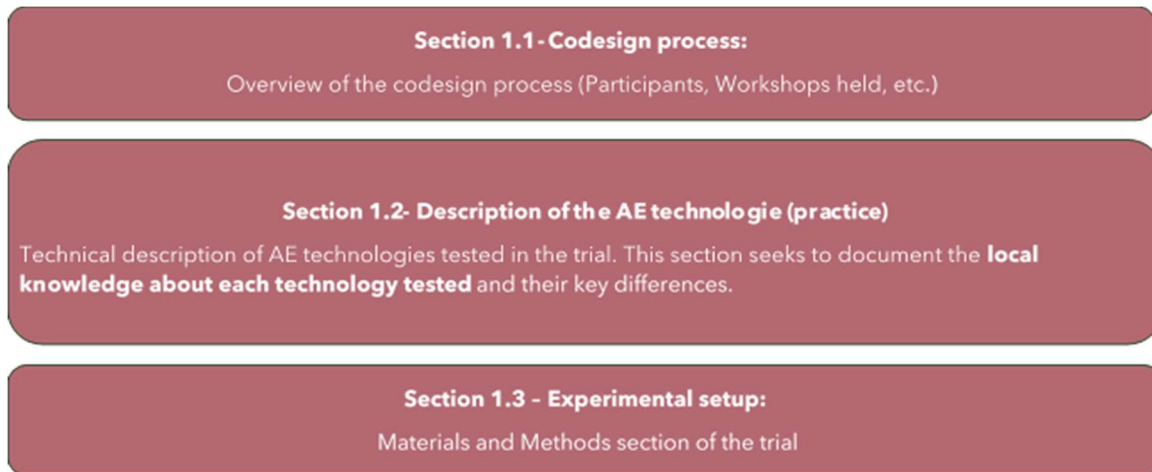 Section 1.1- Codesign process:
Overview of the codesign process (Participants, Workshops held, etc.)
Section 1.2- Description of the AE technologie (practice)
Technical description of AE technologies tested in the trial. This section seeks to document the local
knowledge about each technology tested and their key differences.
Section 1.3 – Experimental setup:
Materials and Methods section of the trial